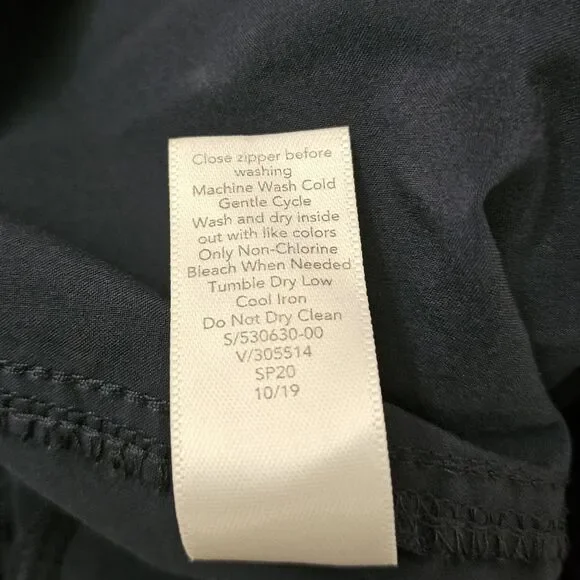 Close zipper before
washing
Machine Wash Cold
Gentle Cycle
Wash and dry inside
out with like colors
Only Non-Chlorine
Bleach When Needed
Tumble Dry Low
Cool Iron
Do Not Dry Clean
S/530630-00
V/305514
SP20
10/19